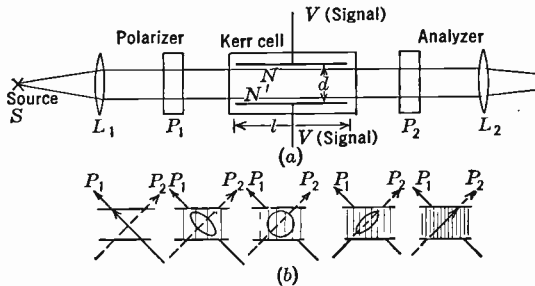 V (Signal)
Polarizer
Kerr cell
Analyzer
N
N'
d
Source
S
L₁
P₁
l
V (Signal)
P₂
L₂
(a)
P₁ P₂ P₁ P₂ P₁ P₂ P₁ P₂ P₁ P₂
(b)